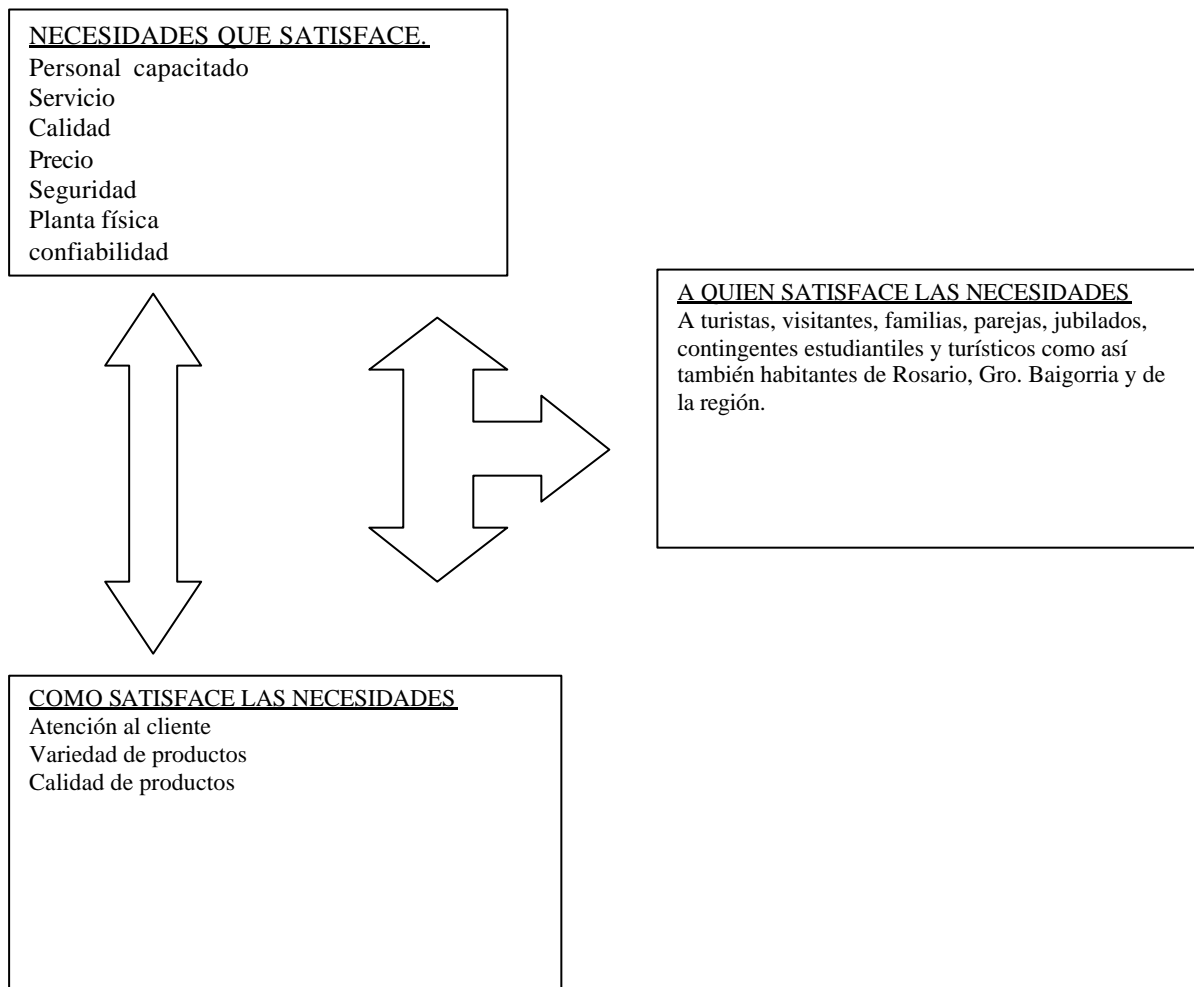 NECESIDADES QUE SATISFACE.
Personal capacitado
Servicio
Calidad
Precio
Seguridad
Planta física
confiabilidad
A QUIEN SATISFACE LAS NECESIDADES
A turistas, visitantes, familias, parejas, jubilados,
contingentes estudiantiles y turísticos como así
también habitantes de Rosario, Gro. Baigorria y de
la región.
COMO SATISFACE LAS NECESIDADES
Atención al cliente
Variedad de productos
Calidad de productos